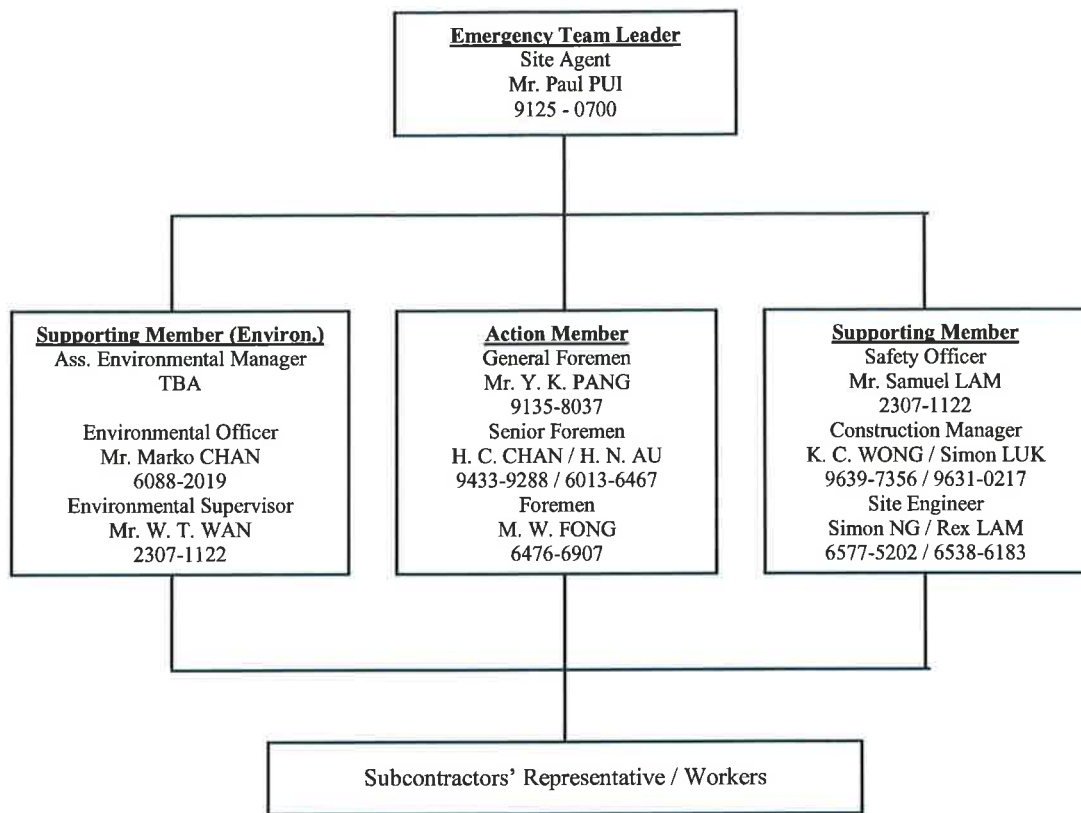 Emergency Team Leader
Site Agent
Mr. Paul PUI
9125 - 0700
Supporting Member (Environ.)
Ass. Environmental Manager
TBA
Environmental Officer
Mr. Marko CHAN
6088-2019
Environmental Supervisor
Mr. W. T. WAN
2307-1122
Action Member
General Foremen
Mr. Y. K. PANG
9135-8037
Senior Foremen
H. C. CHAN / H. N. AU
9433-9288 / 6013-6467
Foremen
M. W. FONG
6476-6907
Supporting Member
Safety Officer
Mr. Samuel LAM
2307-1122
Construction Manager
K. C. WONG / Simon LUK
9639-7356 / 9631-0217
Site Engineer
Simon NG / Rex LAM
6577-5202 / 6538-6183
Subcontractors' Representative / Workers